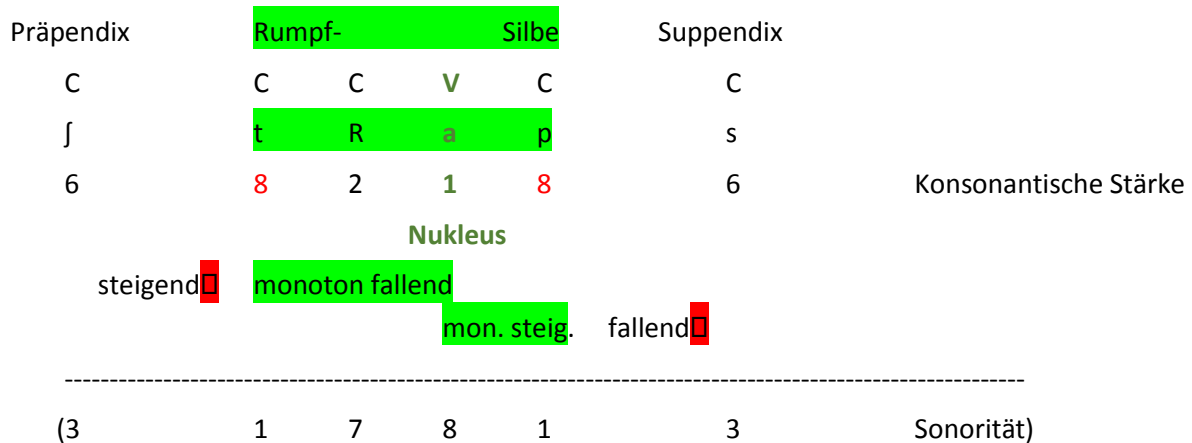 Präpendix Rumpf- Silbe Suppendix
C C C V C C
ʃ t R a p s
6 8 2 1 8 6 Konsonantische Stärke
Nukleus
steigend monoton fallend
mon. steig. fallend
--------------------------------------------------------------------------------------------------
(3 1 7 8 1 3 Sonorität)